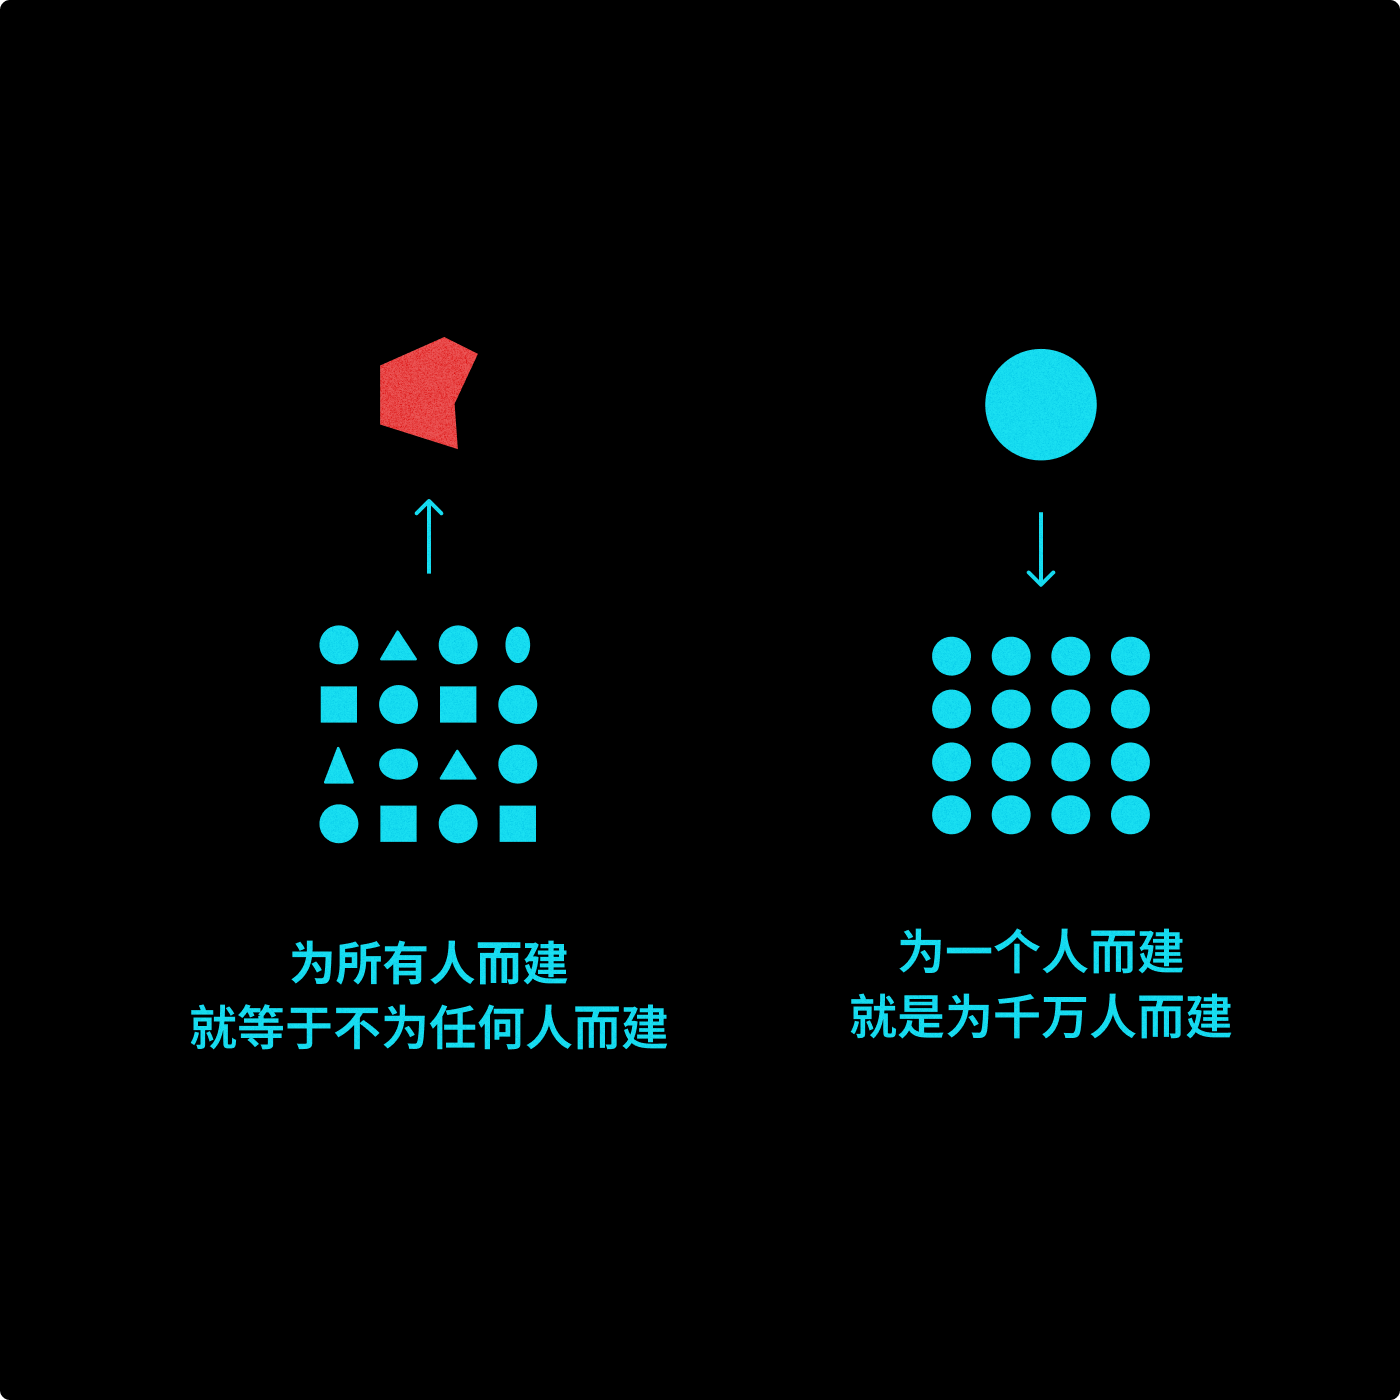 为所有人而建
就等于不为任何人而建
为一个人而建
就是为千万人而建